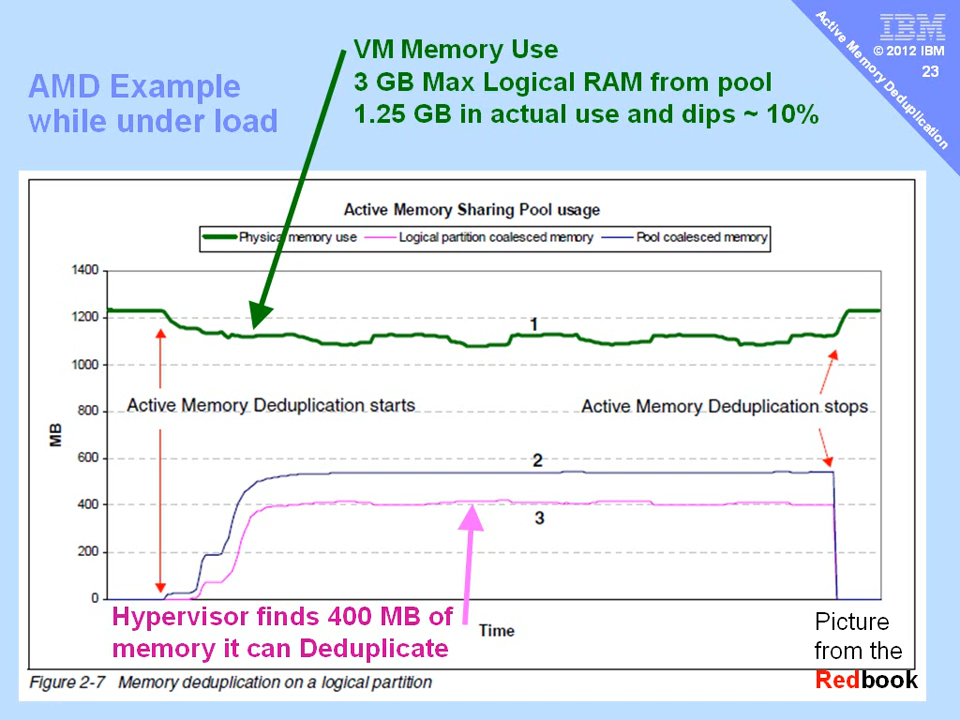 VM Memory Use
3 GB Max Logical RAM from pool
1.25 GB in actual use and dips ~ 10%
IBM
© 2012 IBM
23
Active Memory Deduplication
AMD Example
while under load
Active Memory Sharing Pool usage
Physical memory use
Logical partition coalesced memory
Pool coalesced memory
1400
1200
1000
800
600
400
200
0
MB
1
Active Memory Deduplication starts
Active Memory Deduplication stops
2
3
Hypervisor finds 400 MB of
memory it can Deduplicate
Time
Picture
from the
Redbook
Figure 2-7 Memory deduplication on a logical partition